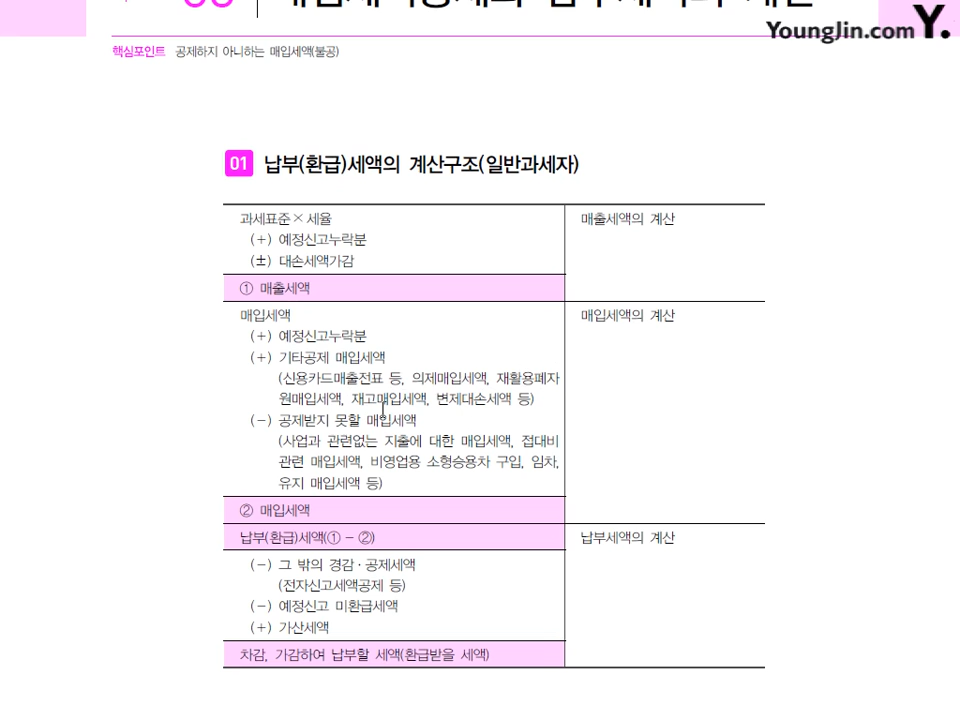 YoungJin.com Y.
핵심포인트 공제하지 아니하는 매입세액(불공)
01 납부(환급)세액의 계산구조(일반과세자)
과세표준×세율 매출세액의 계산
(+) 예정신고누락분
(±) 대손세액가감
① 매출세액
매입세액 매입세액의 계산
(+) 예정신고누락분
(+) 기타공제 매입세액
(신용카드매출전표 등, 의제매입세액, 재활용폐자
원매입세액, 재고매입세액, 변제대손세액 등)
(-) 공제받지 못할 매입세액
(사업과 관련없는 지출에 대한 매입세액, 접대비
관련 매입세액, 비영업용 소형승용차 구입, 임차,
유지 매입세액 등)
② 매입세액
납부(환급)세액(① - ②) 납부세액의 계산
(-) 그 밖의 경감·공제세액
(전자신고세액공제 등)
(-) 예정신고 미환급세액
(+) 가산세액
차감, 가감하여 납부할 세액(환급받을 세액)